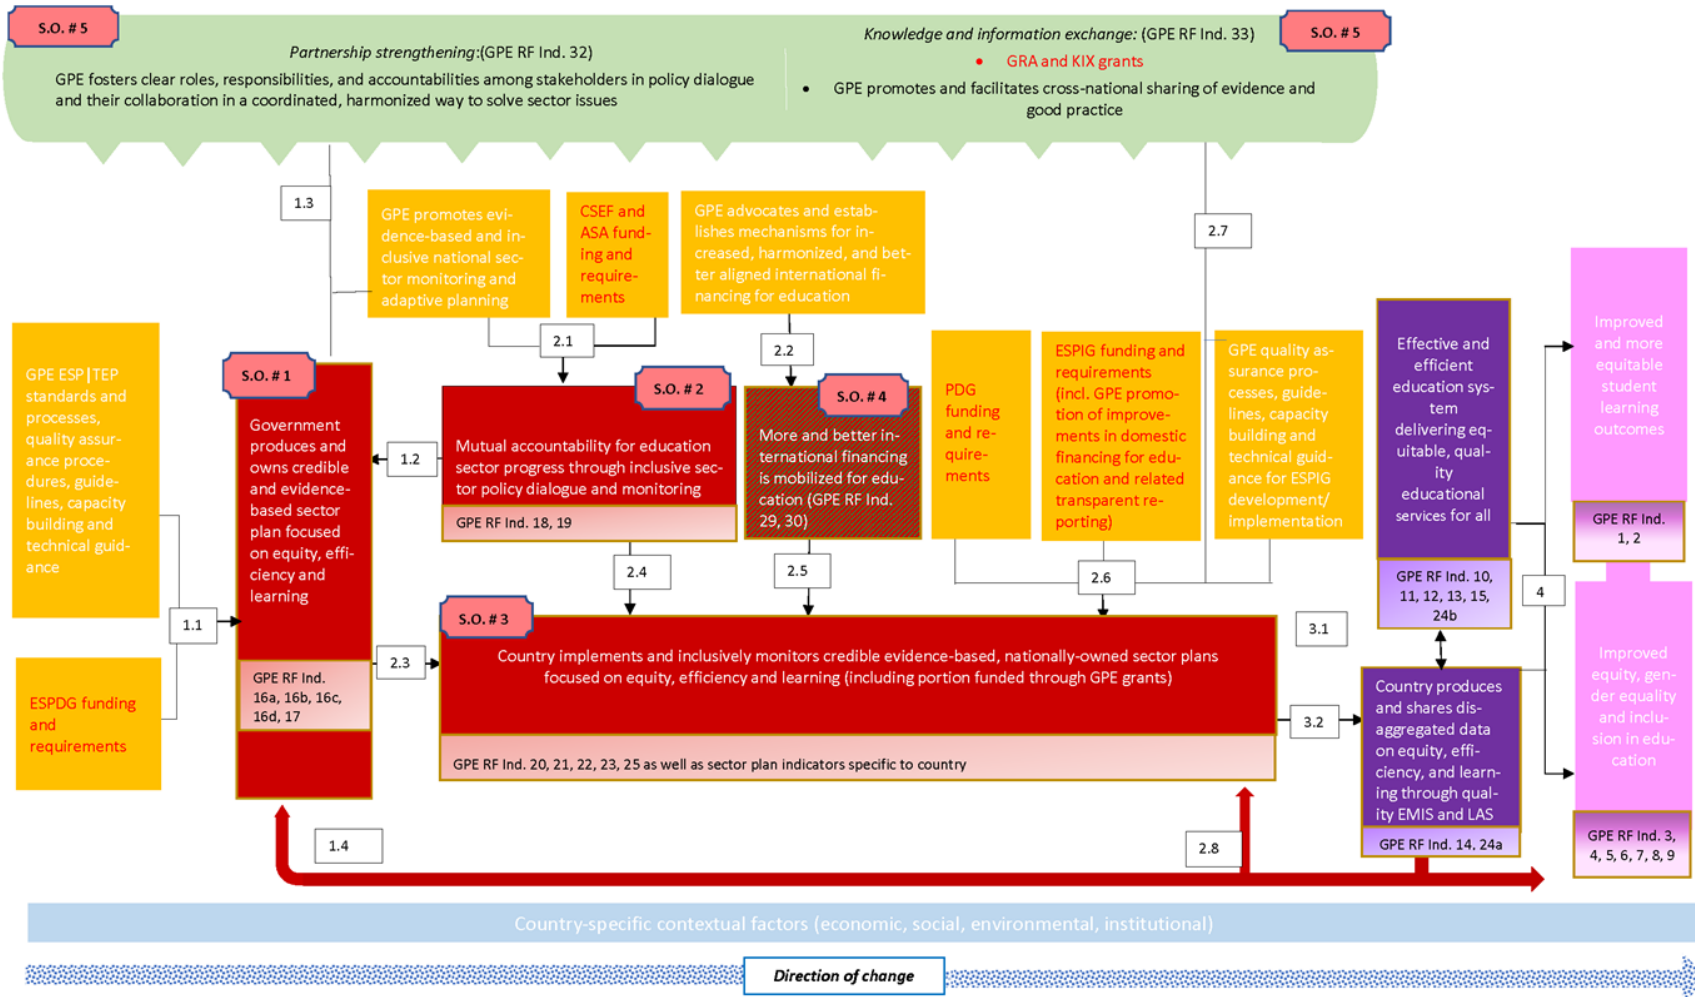 S.O. # 5
Partnership strengthening:(GPE RF Ind. 32)
GPE fosters clear roles, responsibilities, and accountabilities among stakeholders in policy dialogue
and their collaboration in a coordinated, harmonized way to solve sector issues
Knowledge and information exchange: (GPE RF Ind. 33)
• GRA and KIX grants
• GPE promotes and facilitates cross-national sharing of evidence and
good practice
S.O. # 5
1.3
GPE promotes evi-
dence-based and in-
clusive national sec-
tor monitoring and
adaptive planning
CSEF and
ASA fund-
ing and
require-
ments
GPE advocates and estab-
lishes mechanisms for in-
creased, harmonized, and bet-
ter aligned international fi-
nancing for education
2.7
2.1
2.2
GPE ESP|TEP
standards and
processes,
quality assur-
ance proce-
dures, guide-
lines, capacity
building and
technical guid-
ance
ESPDG funding
and
requirements
1.1
S.O. # 1
Government
produces and
owns credible
and evidence-
based sector
plan focused
on equity, effi-
ciency and
learning
GPE RF Ind.
16a, 16b, 16c,
16d, 17
1.2
S.O. # 2
Mutual accountability for education
sector progress through inclusive sec-
tor policy dialogue and monitoring
GPE RF Ind. 18, 19
S.O. # 4
More and better in-
ternational financing
is mobilized for edu-
cation (GPE RF Ind.
29, 30)
PDG
funding
and re-
quire-
ments
ESPIG funding and
requirements
(incl. GPE promo-
tion of improve-
ments in domestic
financing for edu-
cation and related
transparent re-
porting)
GPE quality as-
surance pro-
cesses, guide-
lines, capacity
building and
technical guid-
ance for ESPIG
development/
implementation
2.4
2.5
2.6
2.3
S.O. # 3
Country implements and inclusively monitors credible evidence-based, nationally-owned sector plans
focused on equity, efficiency and learning (including portion funded through GPE grants)
GPE RF Ind. 20, 21, 22, 23, 25 as well as sector plan indicators specific to country
3.1
3.2
Effective and
efficient
education sys-
tem
delivering eq-
uitable, qual-
ity
educational
services for all
GPE RF Ind. 10,
11, 12, 13, 15,
24b
Country produces
and shares dis-
aggregated data
on equity, effi-
ciency, and learn-
ing through qual-
ity EMIS and LAS
GPE RF Ind. 14, 24a
4
Improved
and more
equitable
student
learning
outcomes
GPE RF Ind.
1, 2
Improved
equity, gen-
der equality
and inclu-
sion in edu-
cation
GPE RF Ind. 3,
4, 5, 6, 7, 8, 9
1.4
2.8
Country-specific contextual factors (economic, social, environmental, institutional)
Direction of change